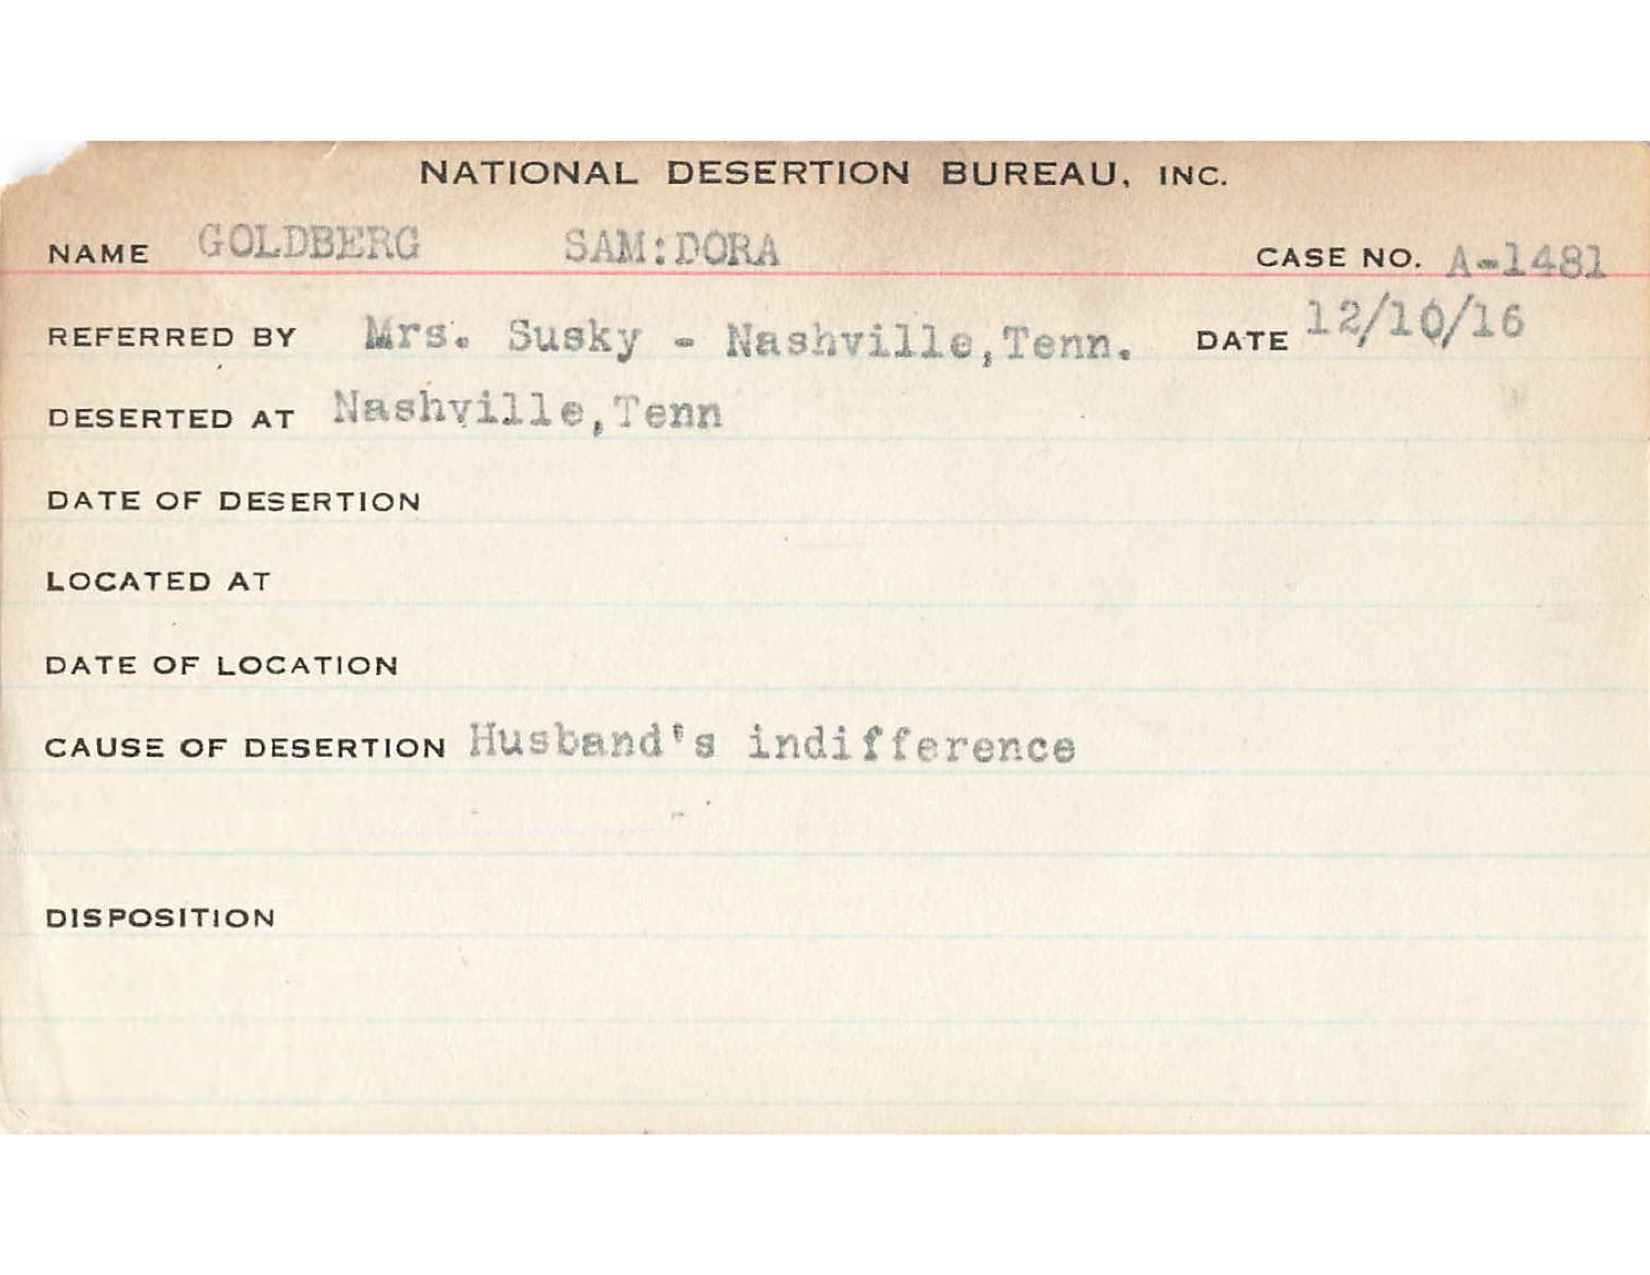 NATIONAL DESERTION BUREAU, INC.
NAME GOLDBERG SAM:DORA CASE NO. A-1481
REFERRED BY Mrs. Susky - Nashville,Tenn. DATE 12/10/16
DESERTED AT Nashville,Tenn
DATE OF DESERTION
LOCATED AT
DATE OF LOCATION
CAUSE OF DESERTION Husband's indifference
DISPOSITION